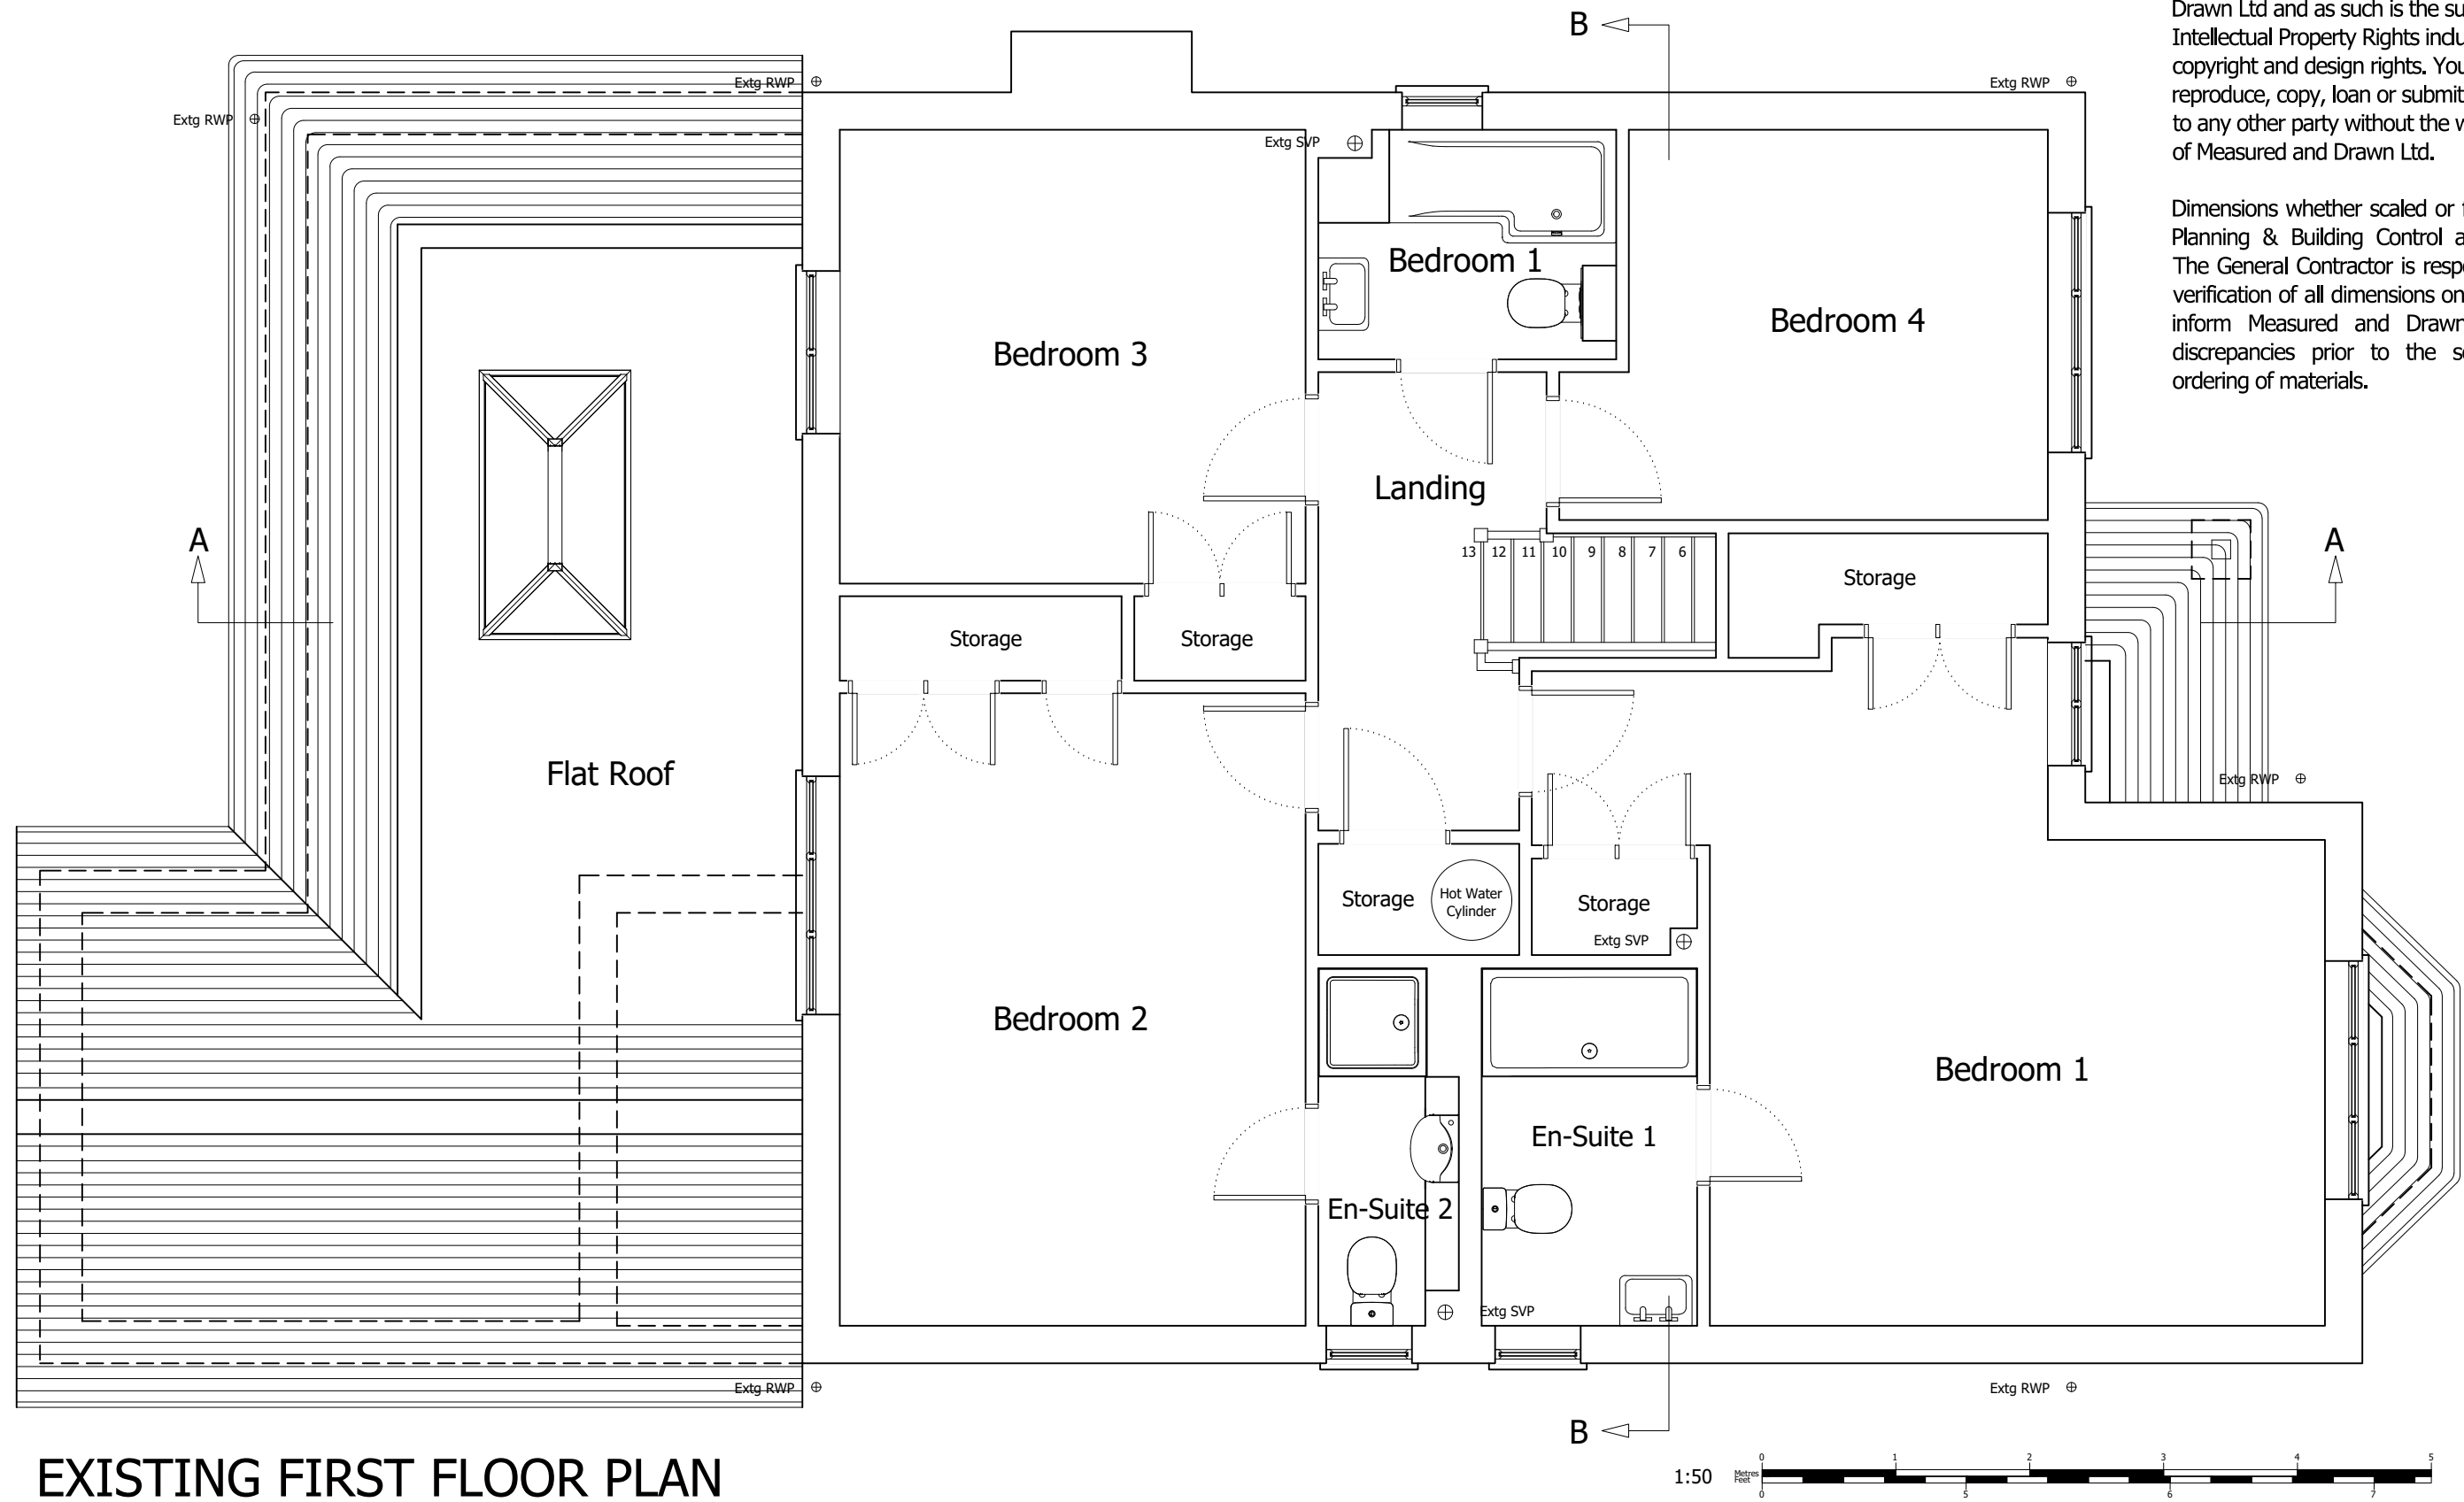 Drawn Ltd and as such is the
Intellectual Property Rights
copyright and design rights. You
reproduce, copy, loan or submit
to any other party without the
of Measured and Drawn Ltd.
Dimensions whether scaled or
Planning & Building Control
The General Contractor is
verification of all dimensions on
inform Measured and Drawn
discrepancies prior to the
ordering of materials.
B
Extg RWP
Extg RWP
Extg RWP
Extg SVP
Bedroom 1
Bedroom 4
Bedroom 3
Landing
A
A
13 12 11 10 9 8 7 6
Storage
Storage
Storage
Flat Roof
Extg RWP
Storage
Hot Water
Cylinder
Storage
Extg SVP
Bedroom 2
Bedroom 1
En-Suite 1
En-Suite 2
Extg SVP
Extg RWP
Extg RWP
B
EXISTING FIRST FLOOR PLAN
1:50
Metres
Feet
0 1 2 3 4 5
0 5 6 7